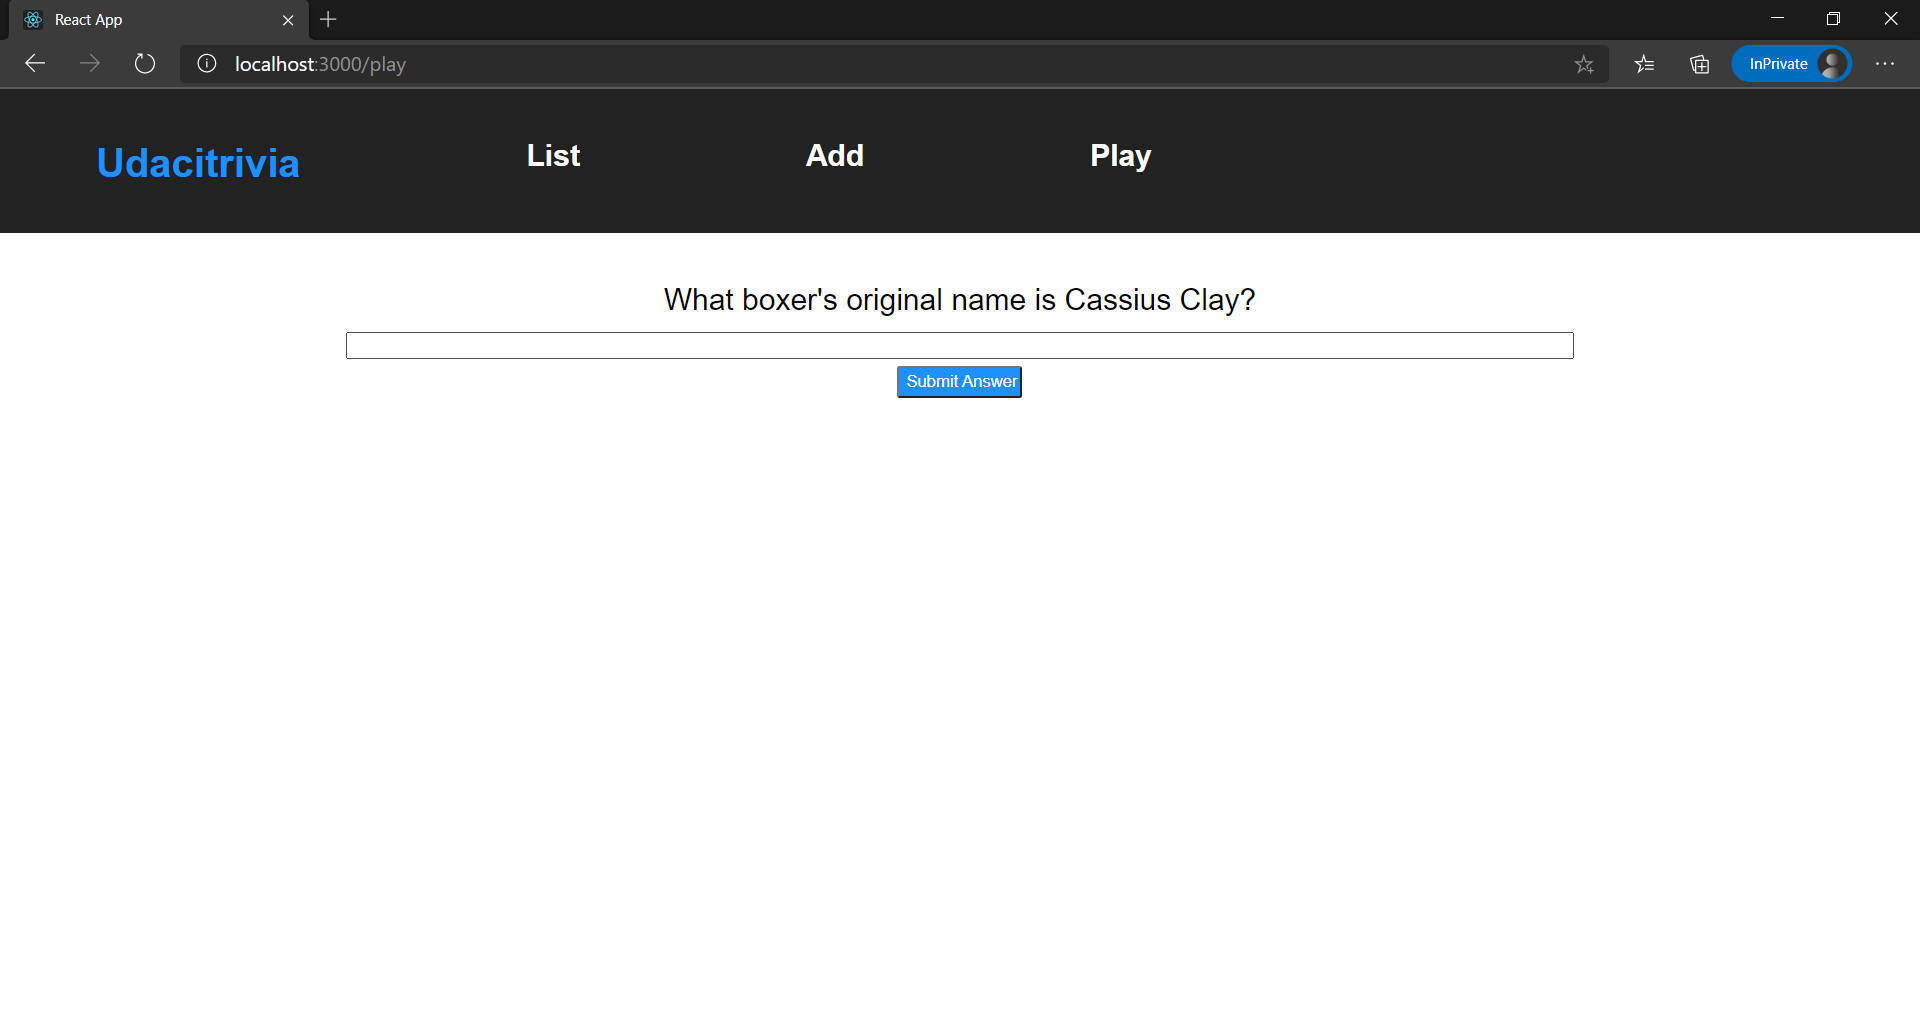 React App
localhost:3000/play
InPrivate
Udacitrivia
List
Add
Play
What boxer's original name is Cassius Clay?
Submit Answer